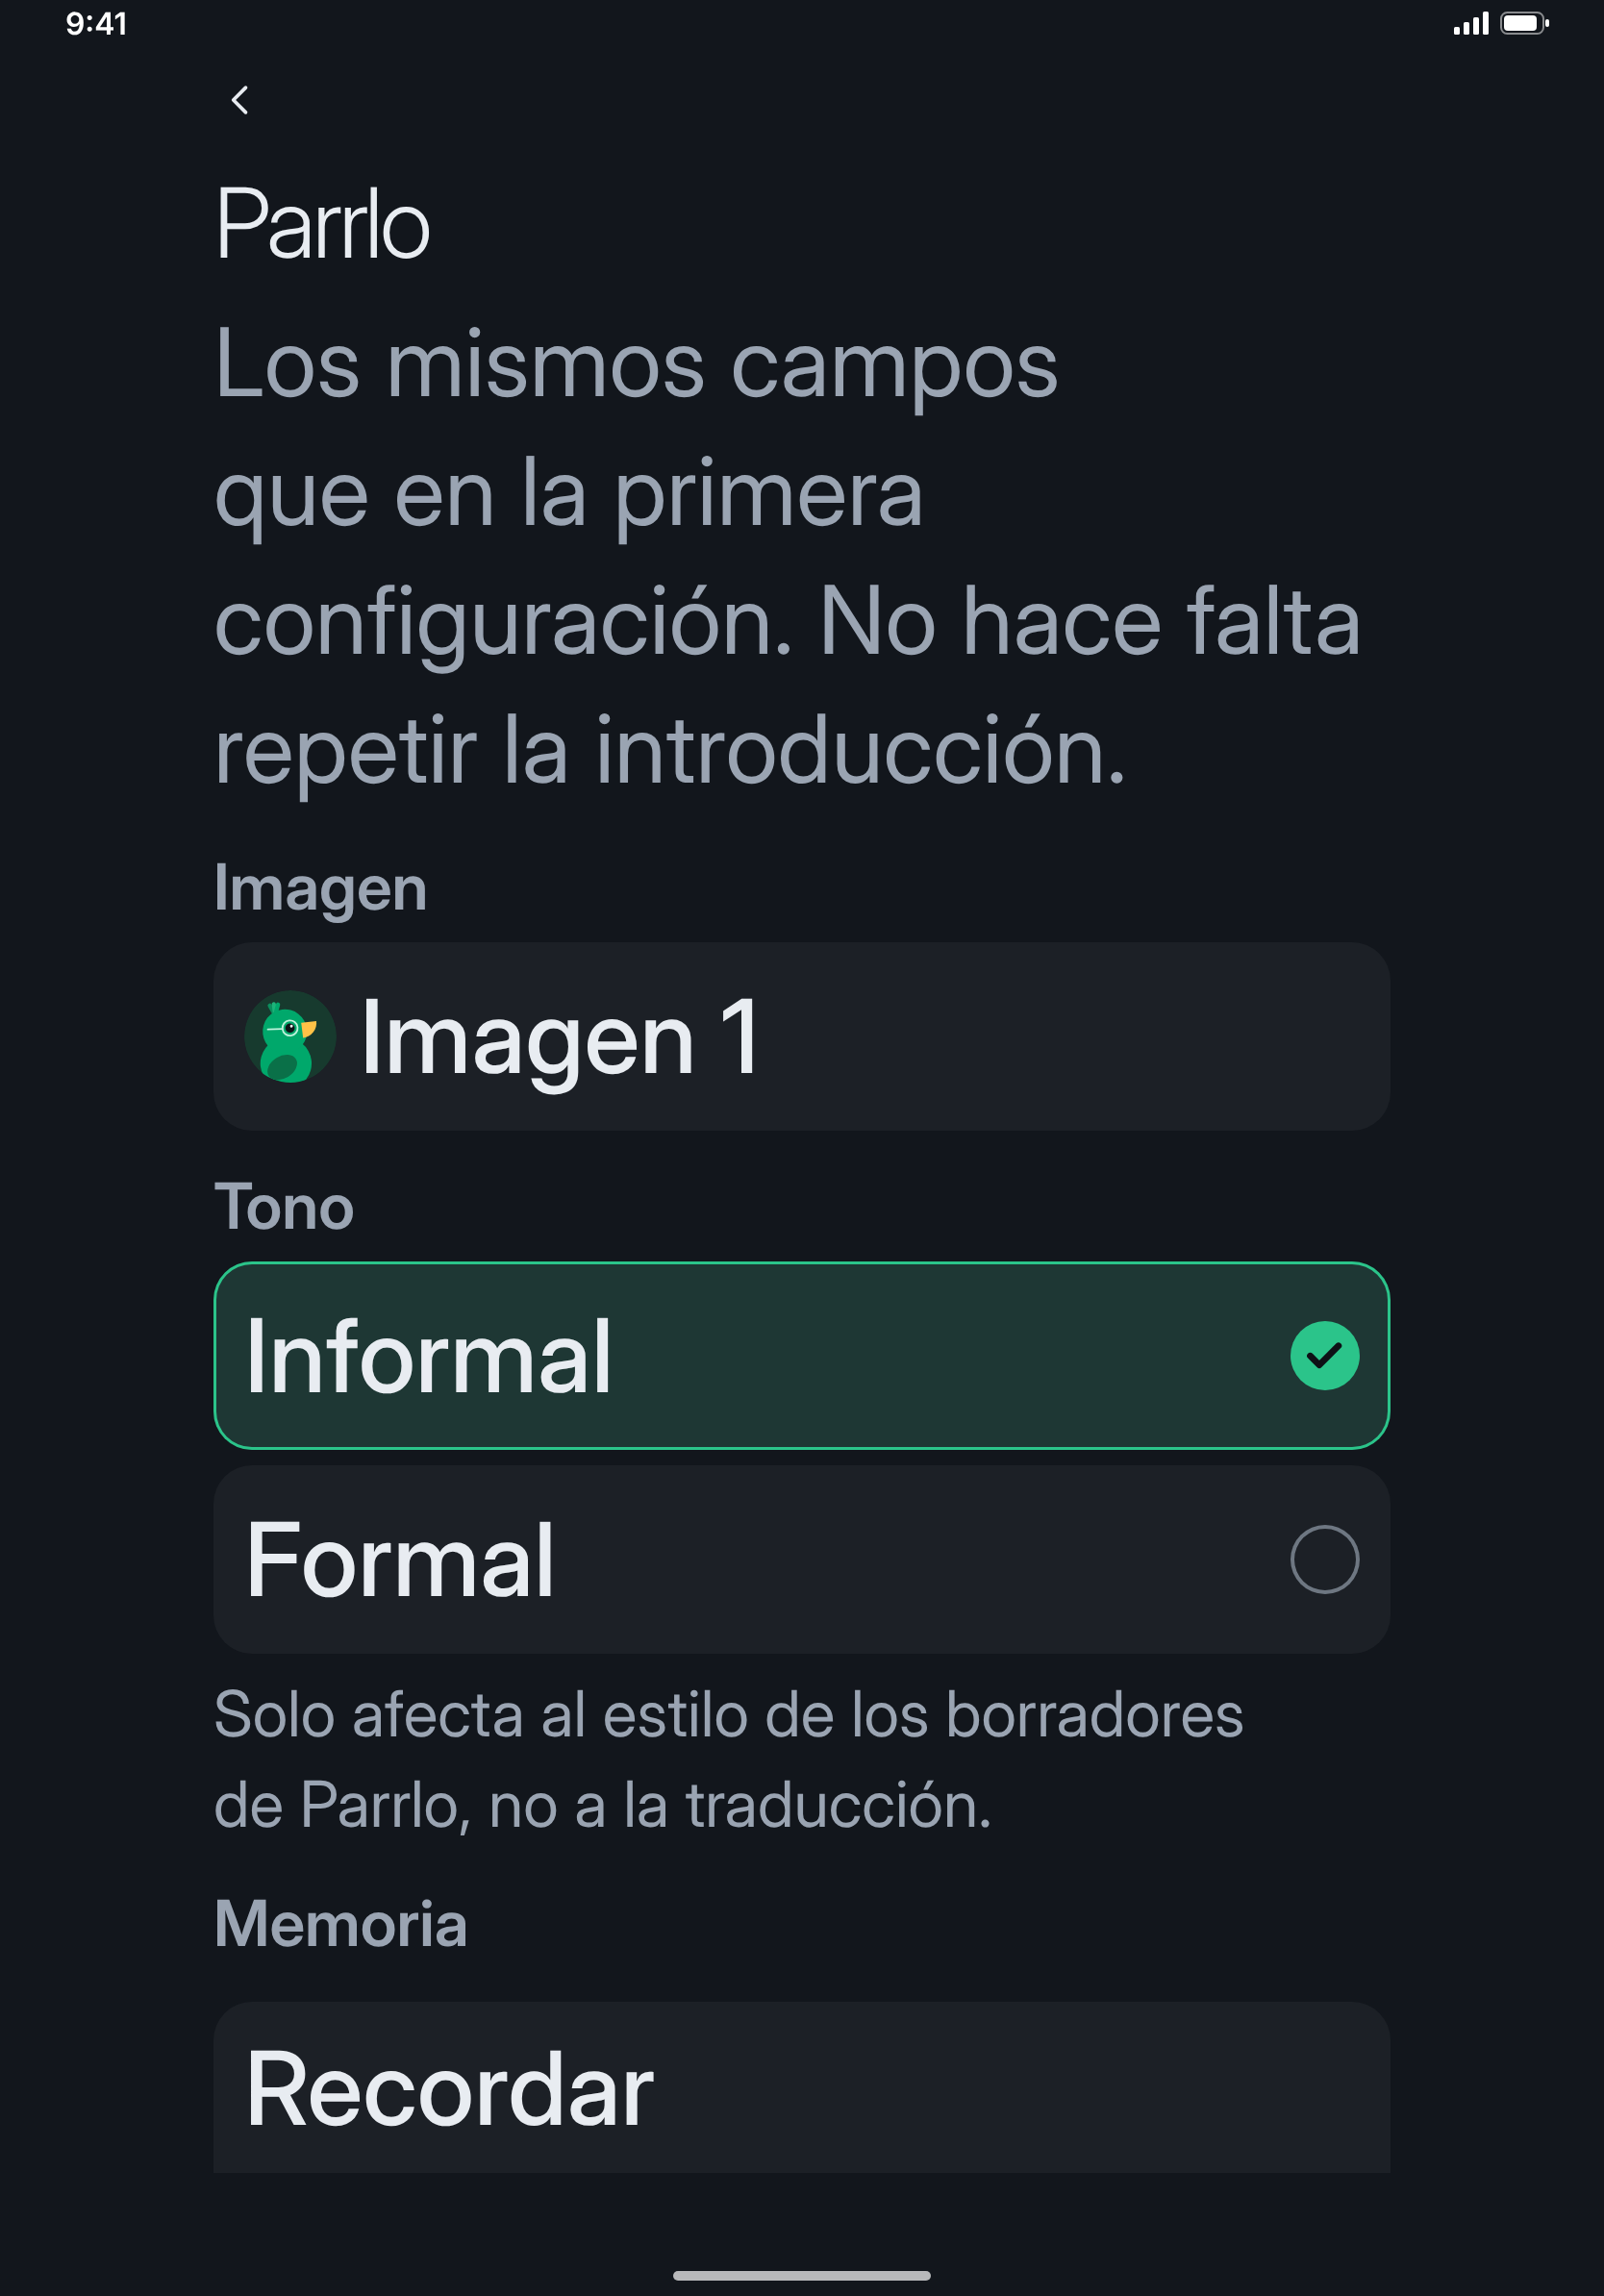 9:41
Parrlo
Los mismos campos
que en la primera
configuración. No hace falta
repetir la introducción.
Imagen
Imagen 1
Tono
Informal
Formal
Solo afecta al estilo de los borradores
de Parrlo, no a la traducción.
Memoria
Recordar